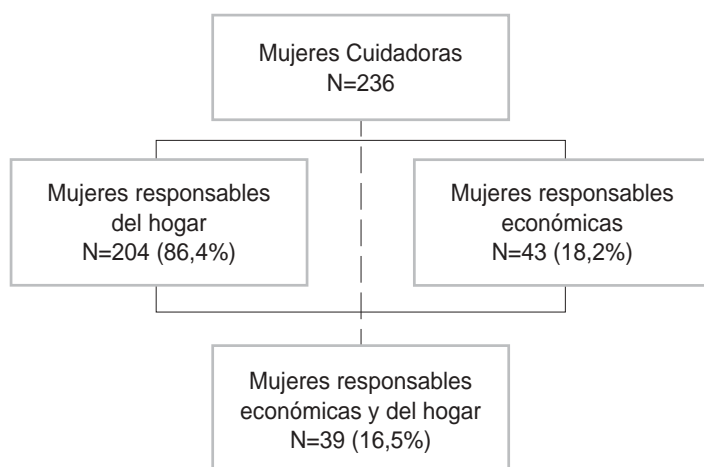 Mujeres Cuidadoras
N=236
Mujeres responsables
del hogar
N=204 (86,4%)
Mujeres responsables
económicas
N=43 (18,2%)
Mujeres responsables
económicas y del hogar
N=39 (16,5%)